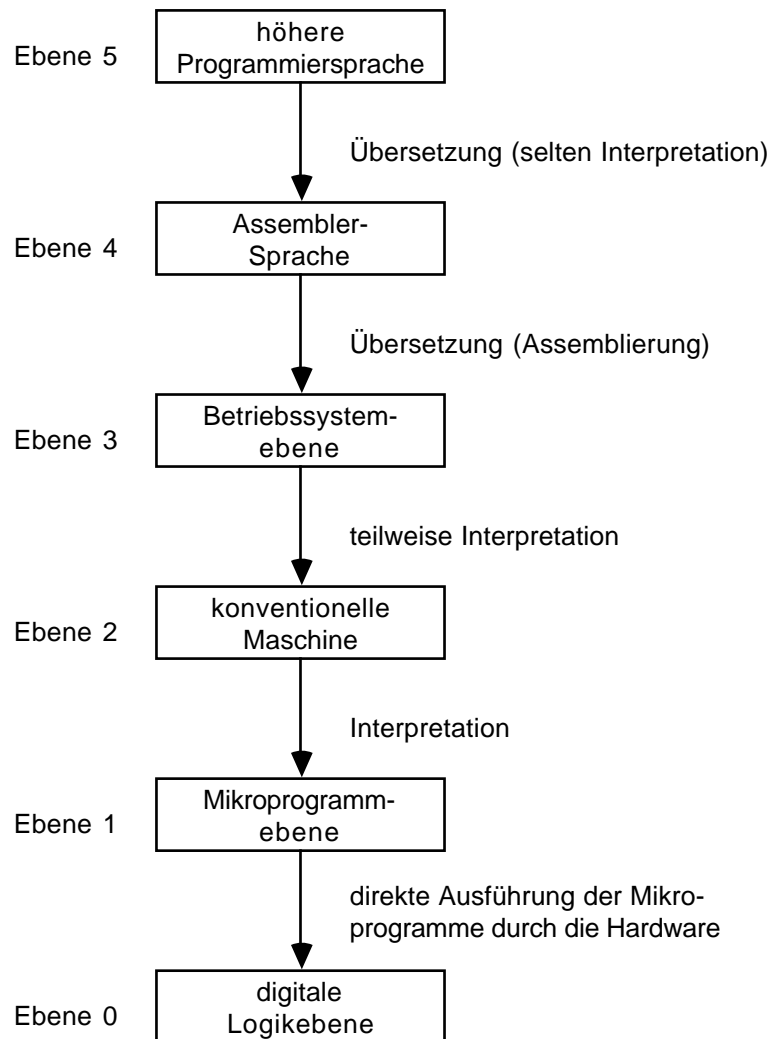 Ebene 5
höhere
Programmiersprache
Übersetzung (selten Interpretation)
Ebene 4
Assembler-
Sprache
Übersetzung (Assemblierung)
Ebene 3
Betriebssystem-
ebene
teilweise Interpretation
Ebene 2
konventionelle
Maschine
Interpretation
Ebene 1
Mikroprogramm-
ebene
direkte Ausführung der Mikro-
programme durch die Hardware
Ebene 0
digitale
Logikebene